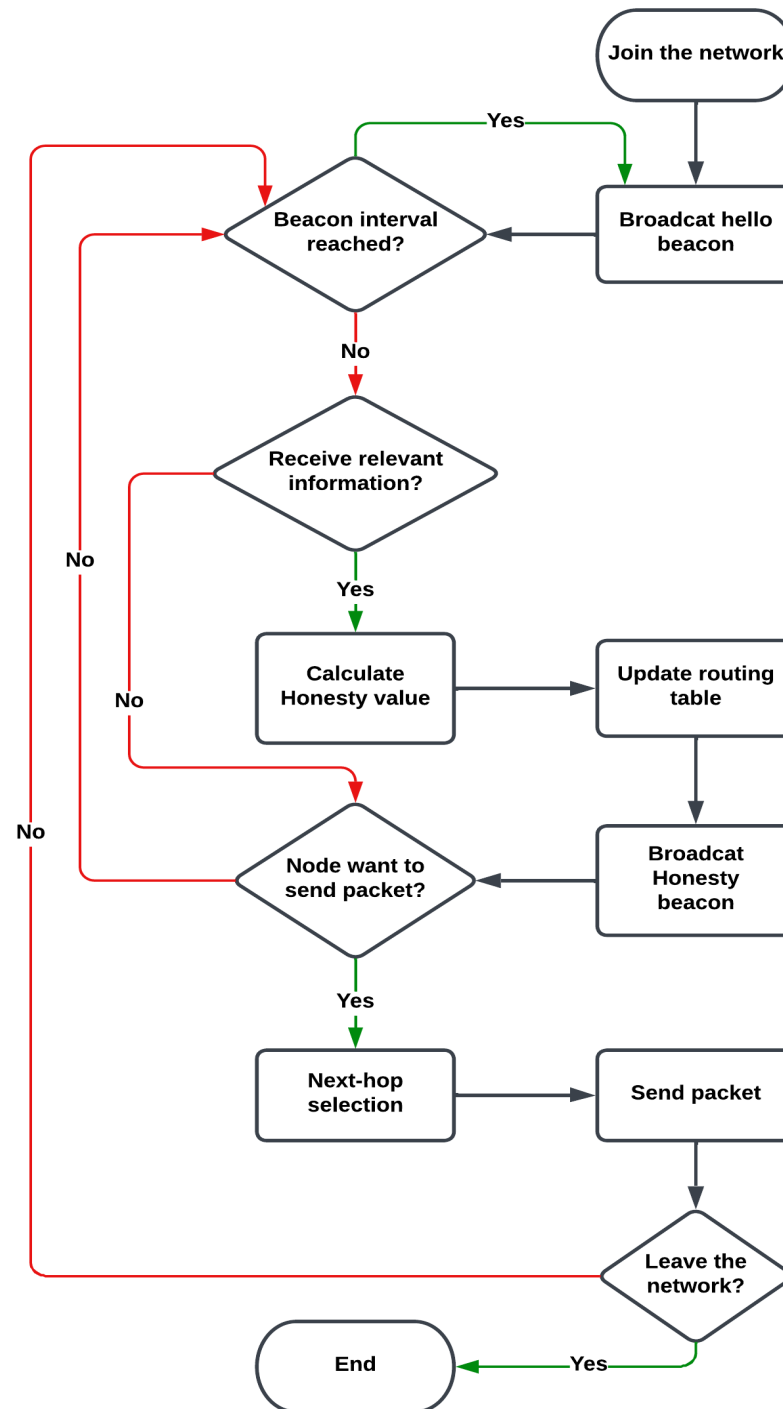 Join the network
Yes
Beacon interval
reached?
Broadcat hello
beacon
No
Receive relevant
information?
No
Yes
Calculate
Honesty value
Update routing
table
No
No
Node want to
send packet?
Broadcat
Honesty
beacon
Yes
Next-hop
selection
Send packet
Leave the
network?
End
Yes